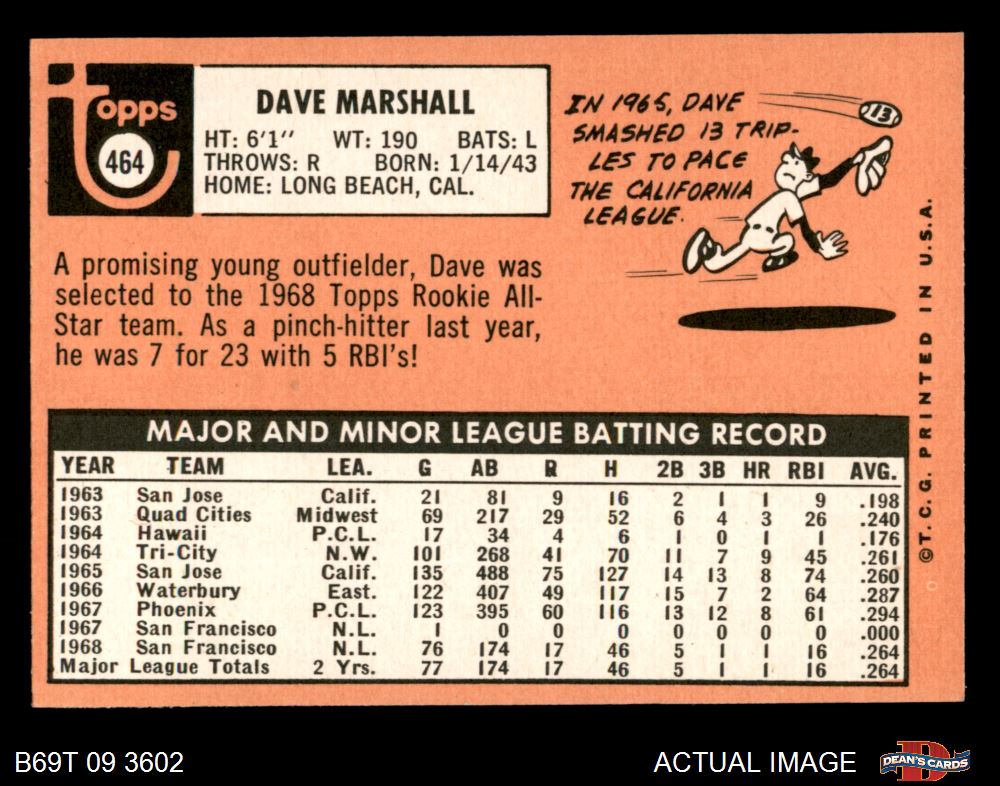 topps
464
DAVE MARSHALL
HT: 6'1" WT: 190 BATS: L
THROWS: R BORN: 1/14/43
HOME: LONG BEACH, CAL.
IN 1965, DAVE
SMASHED 13 TRIP-
LES TO PACE
THE CALIFORNIA
LEAGUE.
113
A promising young outfielder, Dave was
selected to the 1968 Topps Rookie All-
Star team. As a pinch-hitter last year,
he was 7 for 23 with 5 RBI's!
MAJOR AND MINOR LEAGUE BATTING RECORD
YEAR TEAM LEA. G AB R H 2B 3B HR RBI AVG.
1963 San Jose Calif. 21 81 9 16 2 1 1 9 .198
1963 Quad Cities Midwest 69 217 29 52 6 4 3 26 .240
1964 Hawaii P.C.L. 17 34 4 6 1 0 1 1 .176
1964 Tri-City N.W. 101 268 41 70 11 7 9 45 .261
1965 San Jose Calif. 135 488 75 127 14 13 8 74 .260
1966 Waterbury East. 122 407 49 117 15 7 2 64 .287
1967 Phoenix P.C.L. 123 395 60 116 13 12 8 61 .294
1967 San Francisco N.L. 1 0 0 0 0 0 0 0 .000
1968 San Francisco N.L. 76 174 17 46 5 1 1 16 .264
Major League Totals 2 Yrs. 77 174 17 46 5 1 1 16 .264
©T.C.G. PRINTED IN U.S.A.
B69T 09 3602
ACTUAL IMAGE
D
DEAN'S CARDS